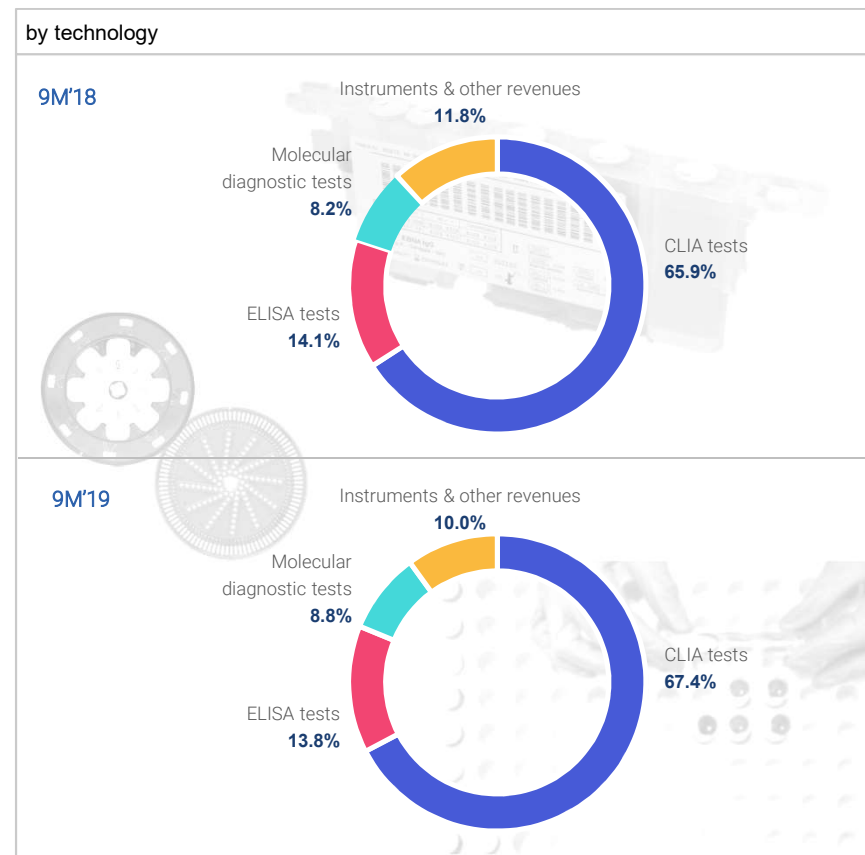 by technology
9M'18
Instruments & other revenues
11.8%
Molecular
diagnostic tests
8.2%
CLIA tests
65.9%
ELISA tests
14.1%
9M'19
Instruments & other revenues
10.0%
Molecular
diagnostic tests
8.8%
CLIA tests
67.4%
ELISA tests
13.8%